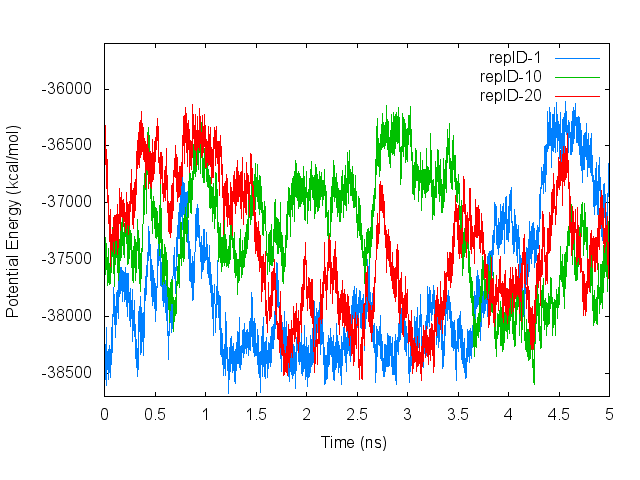 repID-1
repID-10
repID-20
-36000
-36500
-37000
-37500
-38000
-38500
Potential Energy (kcal/mol)
0 0.5 1 1.5 2 2.5 3 3.5 4 4.5 5
Time (ns)